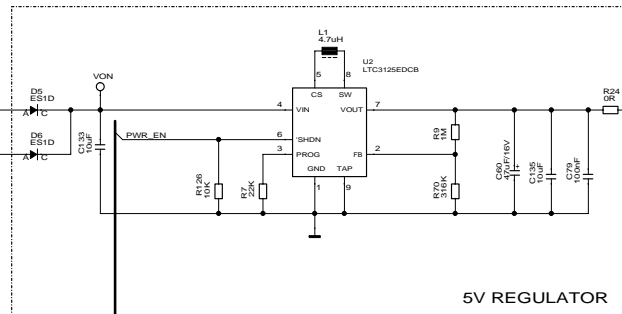 L1
4.7uH
U2
LTC3125EDCB
5
8
CS
SW
D5
ES1D
A
C
VON
4
VIN
VOUT
7
R24
0R
D6
ES1D
A
C
C133
10uF
PWR_EN
6
'SHDN
3
PROG
FB
2
GND
TAP
1
9
R126
10K
R7
22K
R9
1M
R70
316K
C60
47uF/16V
+
C135
10uF
C79
100nF
5V REGULATOR